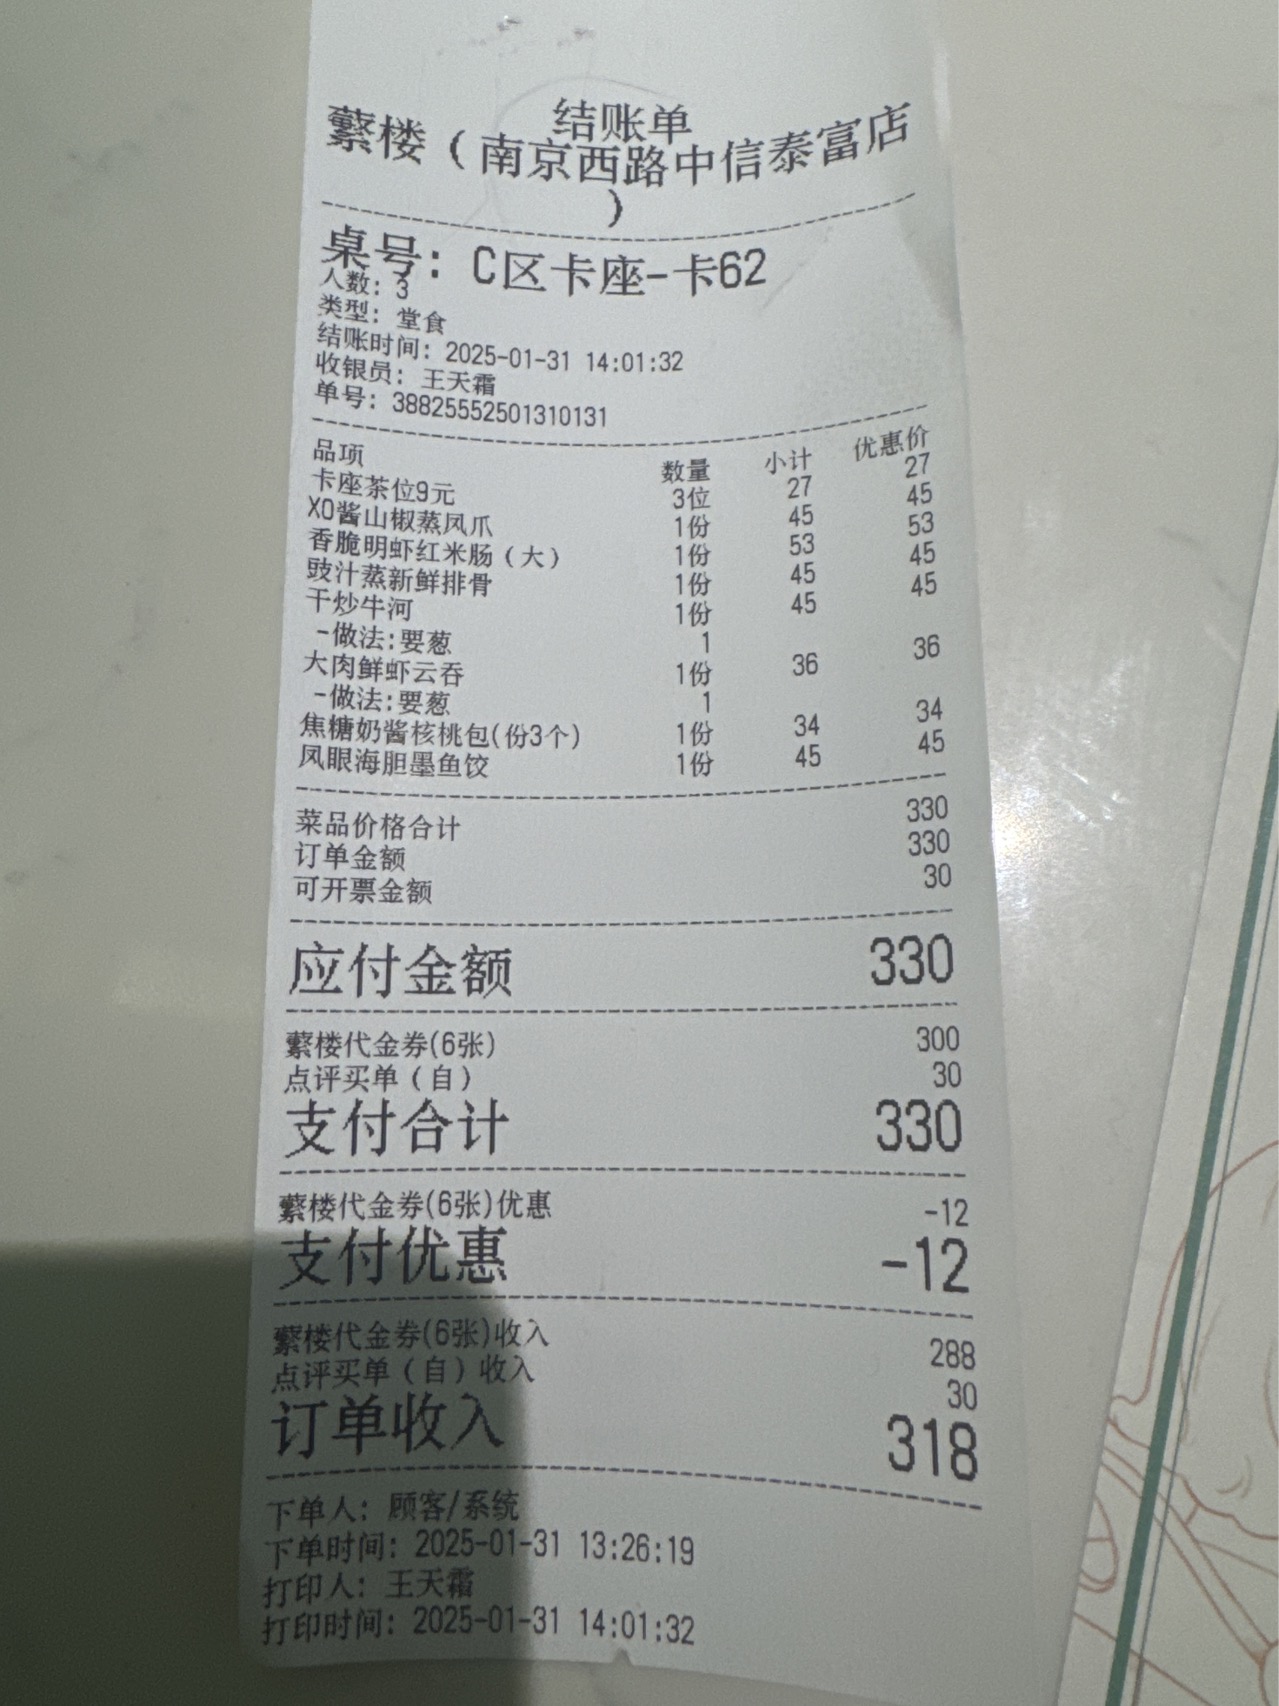 结账单
蘩楼（南京西路中信泰富店
）
桌号：C区卡座-卡62
人数：3
类型：堂食
结账时间：2025-01-31 14:01:32
收银员：王天霜
单号：38825552501310131
品项 数量 小计 优惠价
卡座茶位9元 3位 27 27
XO酱山椒蒸凤爪 1份 45 45
香脆明虾红米肠（大） 1份 53 53
豉汁蒸新鲜排骨 1份 45 45
干炒牛河 1份 45 45
-做法:要葱 1
大肉鲜虾云吞 1份 36 36
-做法:要葱 1
焦糖奶酱核桃包(份3个) 1份 34 34
凤眼海胆墨鱼饺 1份 45 45
菜品价格合计 330
订单金额 330
可开票金额 30
应付金额 330
蘩楼代金券(6张) 300
点评买单（自） 30
支付合计 330
蘩楼代金券(6张)优惠 -12
支付优惠 -12
蘩楼代金券(6张)收入 288
点评买单（自）收入 30
订单收入 318
下单人：顾客/系统
下单时间：2025-01-31 13:26:19
打印人：王天霜
打印时间：2025-01-31 14:01:32